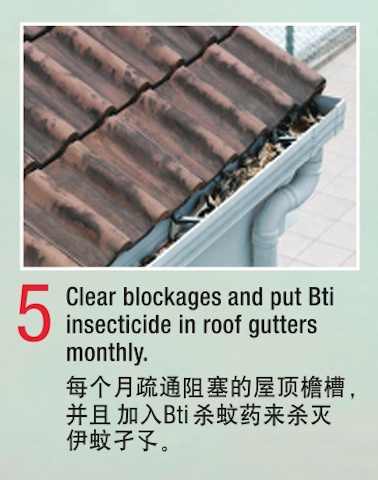 5 Clear blockages and put Bti
insecticide in roof gutters
monthly.
每个月疏通阻塞的屋顶檐槽，
并且加入Bti杀蚊药来杀灭
伊蚊孑孓。